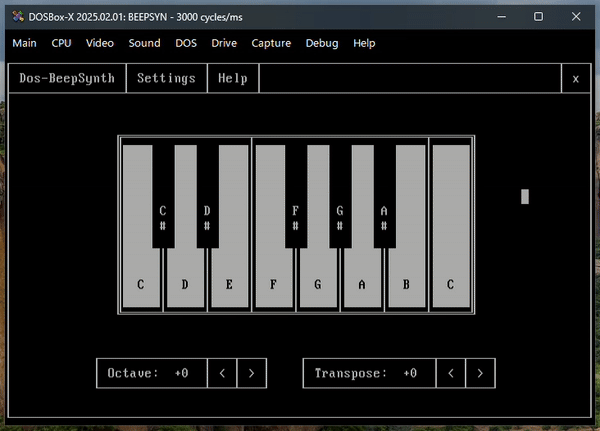 DOSBox-X 2025.02.01: BEEPSYN - 3000 cycles/ms
Main CPU Video Sound DOS Drive Capture Debug Help
Dos-BeepSynth Settings Help x
C D F G A
# # # # #
C D E F G A B C
Octave: +0 < > Transpose: +0 < >